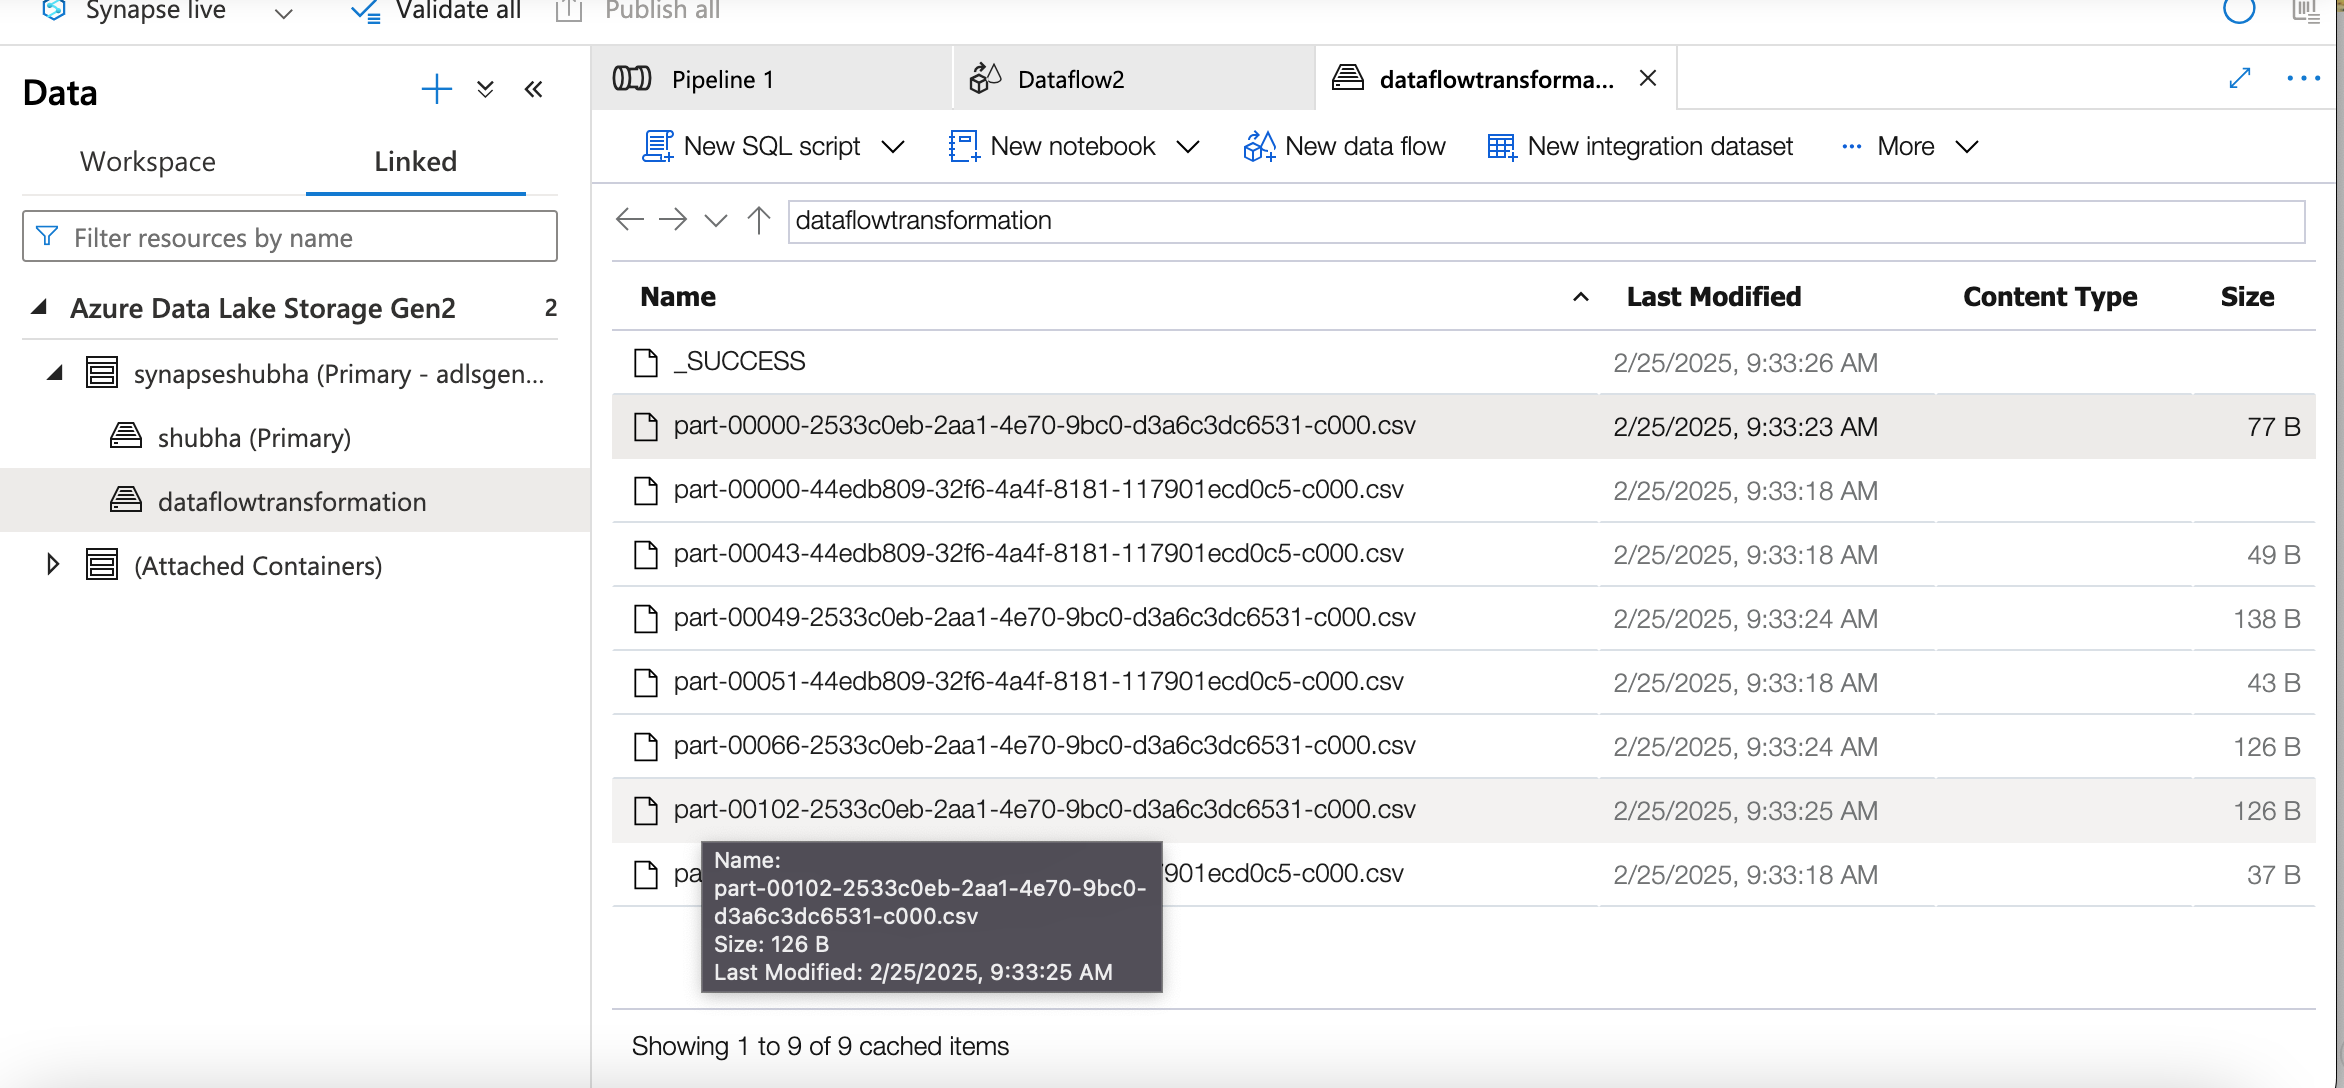 Synapse live
Validate all
Publish all
Data
Workspace
Linked
Filter resources by name
Azure Data Lake Storage Gen2 2
synapseshubha (Primary - adlsgen...
shubha (Primary)
dataflowtransformation
(Attached Containers)
Pipeline 1
Dataflow2
dataflowtransforma...
New SQL script
New notebook
New data flow
New integration dataset
More
dataflowtransformation
Name Last Modified Content Type Size
_SUCCESS 2/25/2025, 9:33:26 AM
part-00000-2533c0eb-2aa1-4e70-9bc0-d3a6c3dc6531-c000.csv 2/25/2025, 9:33:23 AM 77 B
part-00000-44edb809-32f6-4a4f-8181-117901ecd0c5-c000.csv 2/25/2025, 9:33:18 AM
part-00043-44edb809-32f6-4a4f-8181-117901ecd0c5-c000.csv 2/25/2025, 9:33:18 AM 49 B
part-00049-2533c0eb-2aa1-4e70-9bc0-d3a6c3dc6531-c000.csv 2/25/2025, 9:33:24 AM 138 B
part-00051-44edb809-32f6-4a4f-8181-117901ecd0c5-c000.csv 2/25/2025, 9:33:18 AM 43 B
part-00066-2533c0eb-2aa1-4e70-9bc0-d3a6c3dc6531-c000.csv 2/25/2025, 9:33:24 AM 126 B
part-00102-2533c0eb-2aa1-4e70-9bc0-d3a6c3dc6531-c000.csv 2/25/2025, 9:33:25 AM 126 B
pa 901ecd0c5-c000.csv 2/25/2025, 9:33:18 AM 37 B
Name:
part-00102-2533c0eb-2aa1-4e70-9bc0-
d3a6c3dc6531-c000.csv
Size: 126 B
Last Modified: 2/25/2025, 9:33:25 AM
Showing 1 to 9 of 9 cached items